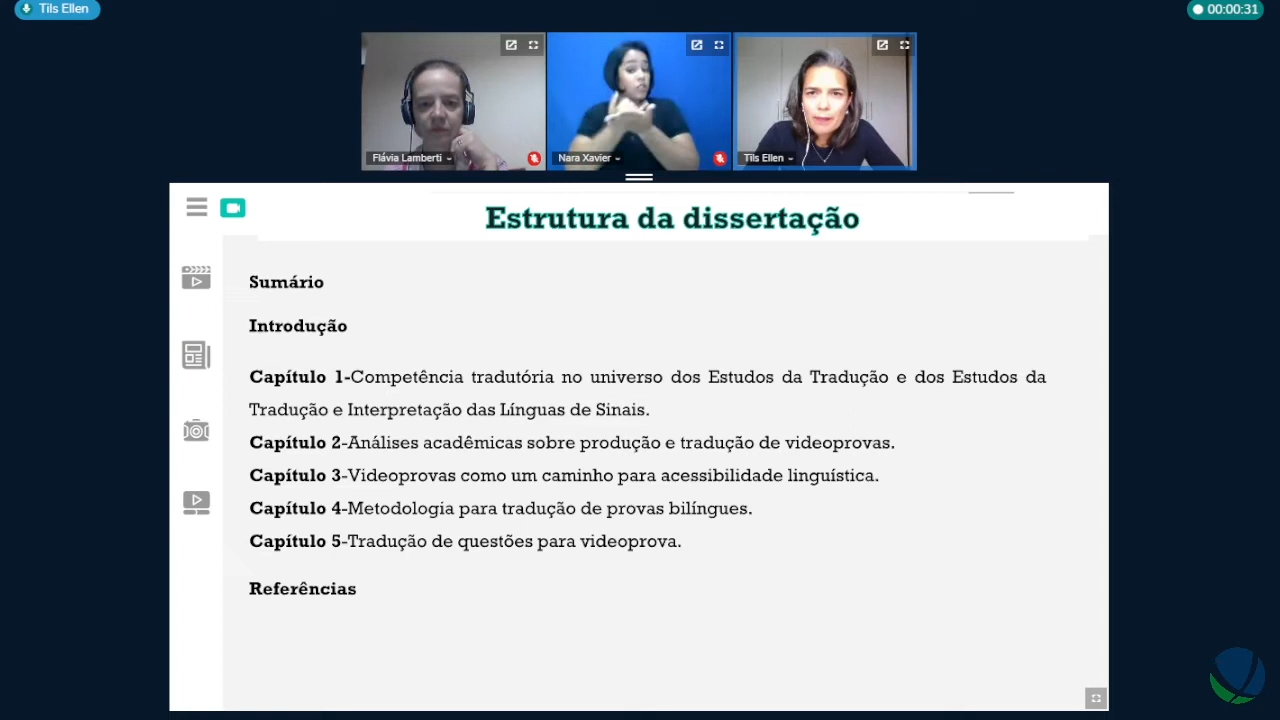 Tils Ellen
00:00:31
Flávia Lamberti
Nara Xavier
Tils Ellen
Estrutura da dissertação
Sumário
Introdução
Capítulo 1-Competência tradutória no universo dos Estudos da Tradução e dos Estudos da
Tradução e Interpretação das Línguas de Sinais.
Capítulo 2-Análises acadêmicas sobre produção e tradução de videoprovas.
Capítulo 3-Videoprovas como um caminho para acessibilidade linguística.
Capítulo 4-Metodologia para tradução de provas bilíngues.
Capítulo 5-Tradução de questões para videoprova.
Referências